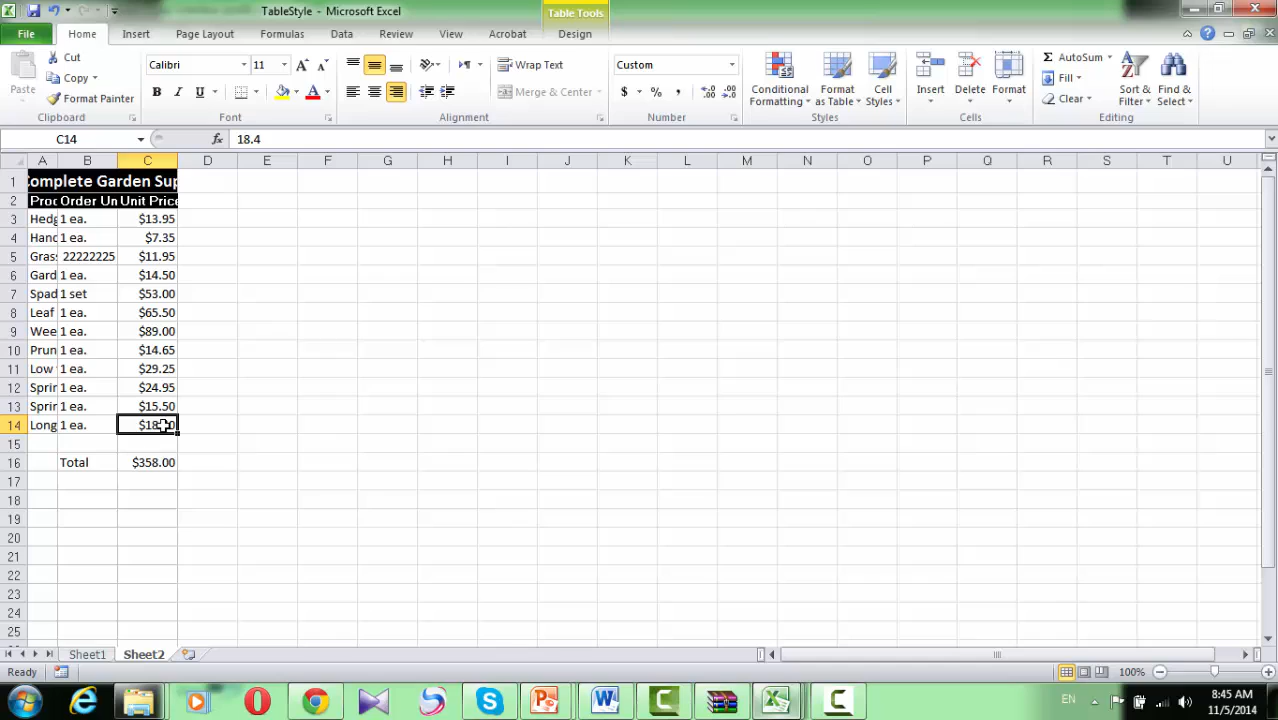 TableStyle - Microsoft Excel
Table Tools
File Home Insert Page Layout Formulas Data Review View Acrobat Design
Cut
Copy
Format Painter
Paste
Clipboard
Calibri 11
B I U
Font
Wrap Text
Merge & Center
Alignment
Custom
$ % ,
Number
Conditional Formatting
Format as Table
Cell Styles
Styles
Insert
Delete
Format
Cells
AutoSum
Fill
Clear
Sort & Filter
Find & Select
Editing
C14 fx 18.4
A B C D E F G H I J K L M N O P Q R S T U
1 Complete Garden Sup
2 Proc Order Un Unit Price
3 Hedg 1 ea. $13.95
4 Hand 1 ea. $7.35
5 Gras 22222225 $11.95
6 Gard 1 ea. $14.50
7 Spad 1 set $53.00
8 Leaf 1 ea. $65.50
9 Wee 1 ea. $89.00
10 Prun 1 ea. $14.65
11 Low 1 ea. $29.25
12 Sprin 1 ea. $24.95
13 Sprin 1 ea. $15.50
14 Long 1 ea.
15
16 Total $358.00
17
18
19
20
21
22
23
24
25
Sheet1 Sheet2
Ready 100%
EN 8:45 AM
11/5/2014